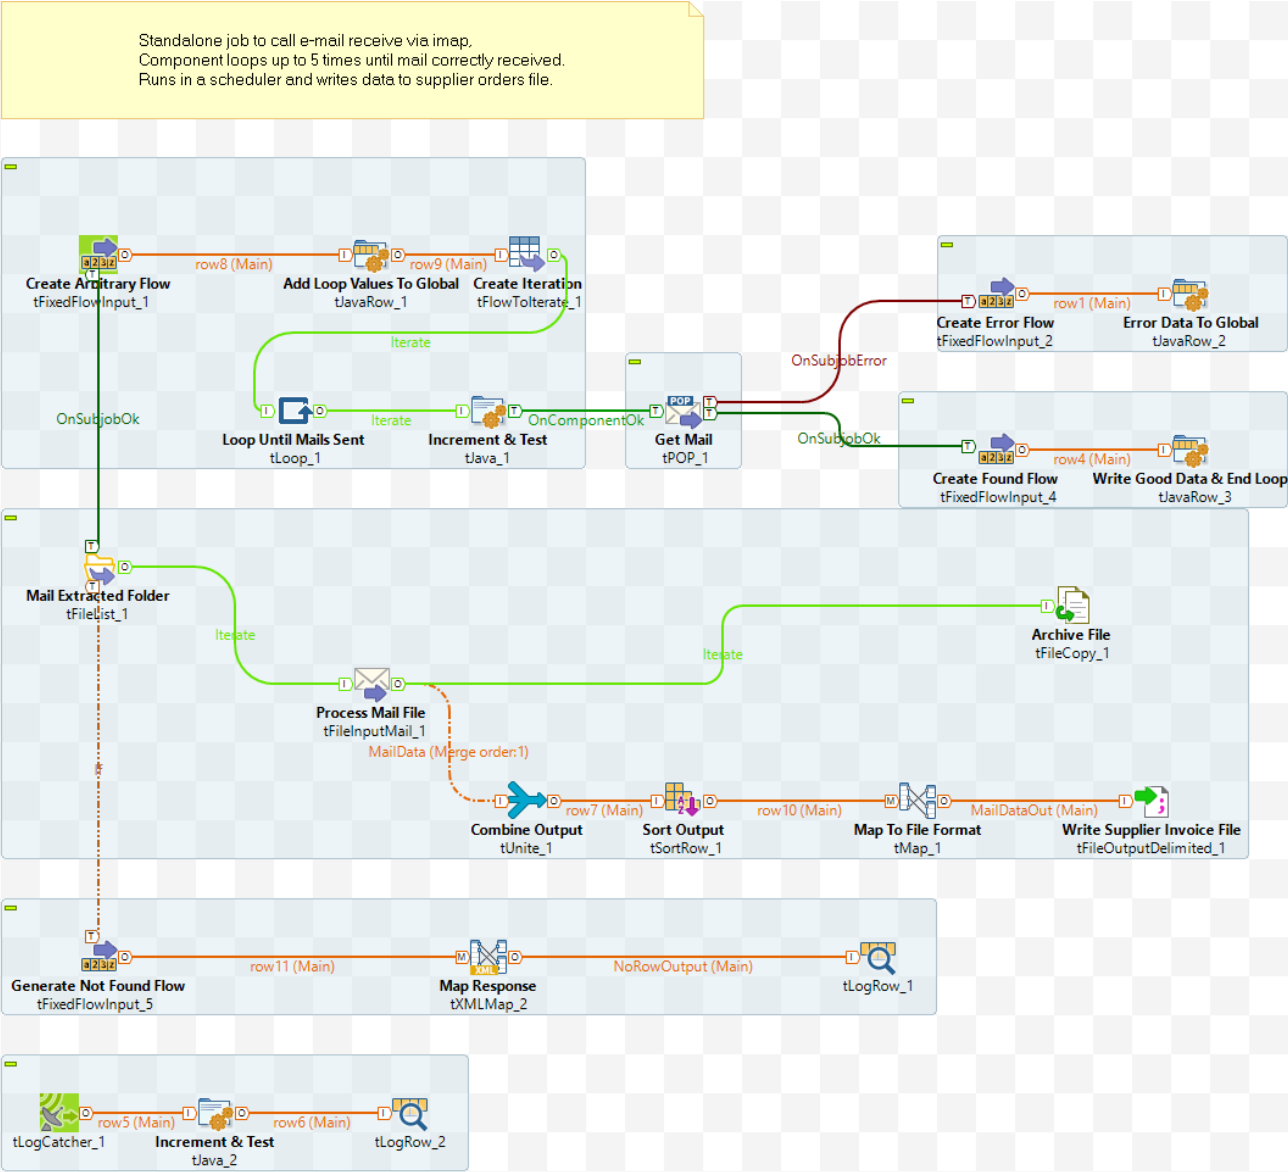 Standalone job to call e-mail receive via imap,
Component loops up to 5 times until mail correctly received.
Runs in a scheduler and writes data to supplier orders file.
a23z
T
O
row8 (Main)
I
O
row9 (Main)
I
O
Create Arbitrary Flow
tFixedFlowInput_1
Add Loop Values To Global
tJavaRow_1
Create Iteration
tFlowToIterate_1
Iterate
OnSubjobOk
I
O
Iterate
I
T
OnComponentOk
Loop Until Mails Sent
tLoop_1
Increment & Test
tJava_1
T
POP
T
T
Get Mail
tPOP_1
OnSubjobError
OnSubjobOk
T
a23z
O
row1 (Main)
I
Create Error Flow
tFixedFlowInput_2
Error Data To Global
tJavaRow_2
T
a23z
O
row4 (Main)
I
Create Found Flow
tFixedFlowInput_4
Write Good Data & End Loop
tJavaRow_3
T
O
T
Mail Extracted Folder
tFileList_1
Iterate
I
O
Process Mail File
tFileInputMail_1
Iterate
I
Archive File
tFileCopy_1
MailData (Merge order:1)
If
I
O
row7 (Main)
I
A
Z
O
row10 (Main)
M
O
MailDataOut (Main)
I
;
Combine Output
tUnite_1
Sort Output
tSortRow_1
Map To File Format
tMap_1
Write Supplier Invoice File
tFileOutputDelimited_1
T
a23z
O
row11 (Main)
M
XML
O
NoRowOutput (Main)
I
Generate Not Found Flow
tFixedFlowInput_5
Map Response
tXMLMap_2
tLogRow_1
O
row5 (Main)
I
O
row6 (Main)
I
tLogCatcher_1
Increment & Test
tJava_2
tLogRow_2